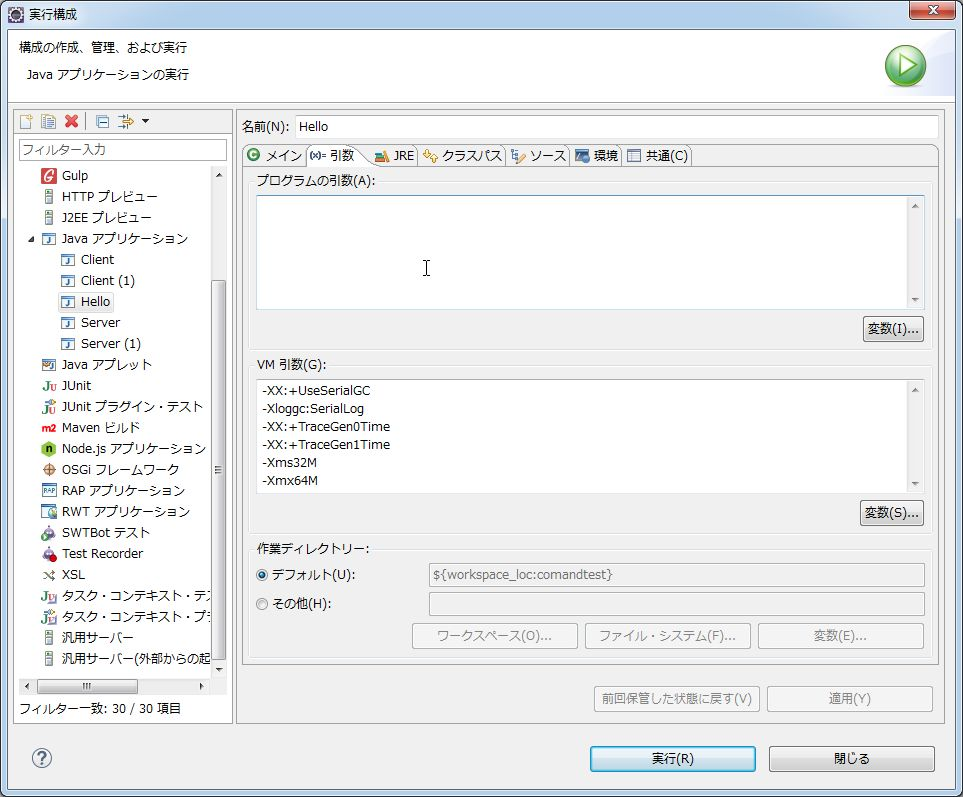 実行構成
構成の作成、管理、および実行
Java アプリケーションの実行
フィルター入力
Gulp
HTTP プレビュー
J2EE プレビュー
Java アプリケーション
Client
Client (1)
Hello
Server
Server (1)
Java アプレット
JUnit
JUnit プラグイン・テスト
Maven ビルド
Node.js アプリケーション
OSGi フレームワーク
RAP アプリケーション
RWT アプリケーション
SWTBot テスト
Test Recorder
XSL
タスク・コンテキスト・テス
タスク・コンテキスト・プラ
汎用サーバー
汎用サーバー(外部からの起
フィルター一致: 30 / 30 項目
名前(N): Hello
メイン (x)= 引数 JRE クラスパス ソース 環境 共通(C)
プログラムの引数(A):
変数(I)...
VM 引数(G):
-XX:+UseSerialGC
-Xloggc:SerialLog
-XX:+TraceGen0Time
-XX:+TraceGen1Time
-Xms32M
-Xmx64M
変数(S)...
作業ディレクトリー:
デフォルト(U): ${workspace_loc:comandtest}
その他(H):
ワークスペース(O)... ファイル・システム(F)... 変数(E)...
前回保管した状態に戻す(V) 適用(Y)
実行(R) 閉じる